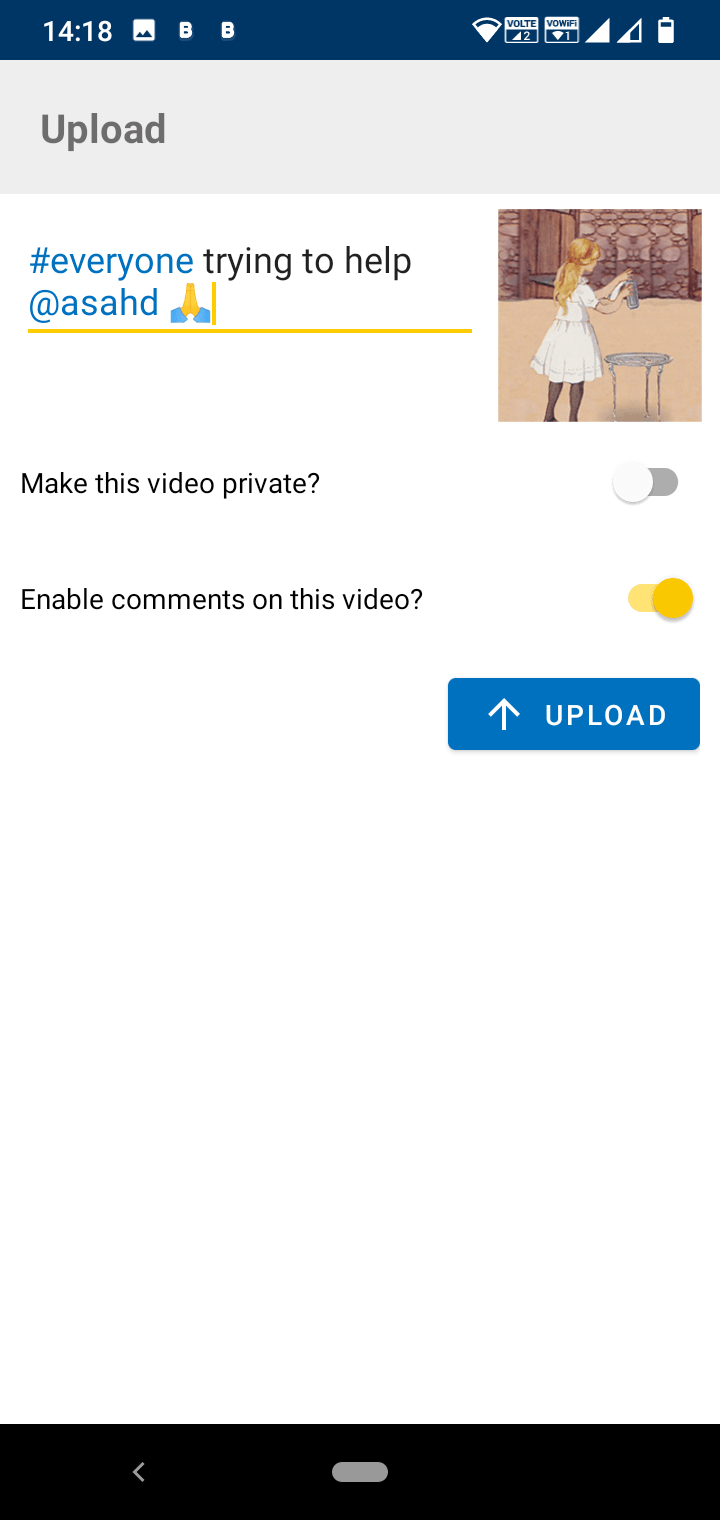 14:18 B B VOLTE 2 VOWiFi 1
Upload
#everyone trying to help
@asahd 🙏
Make this video private?
Enable comments on this video?
UPLOAD